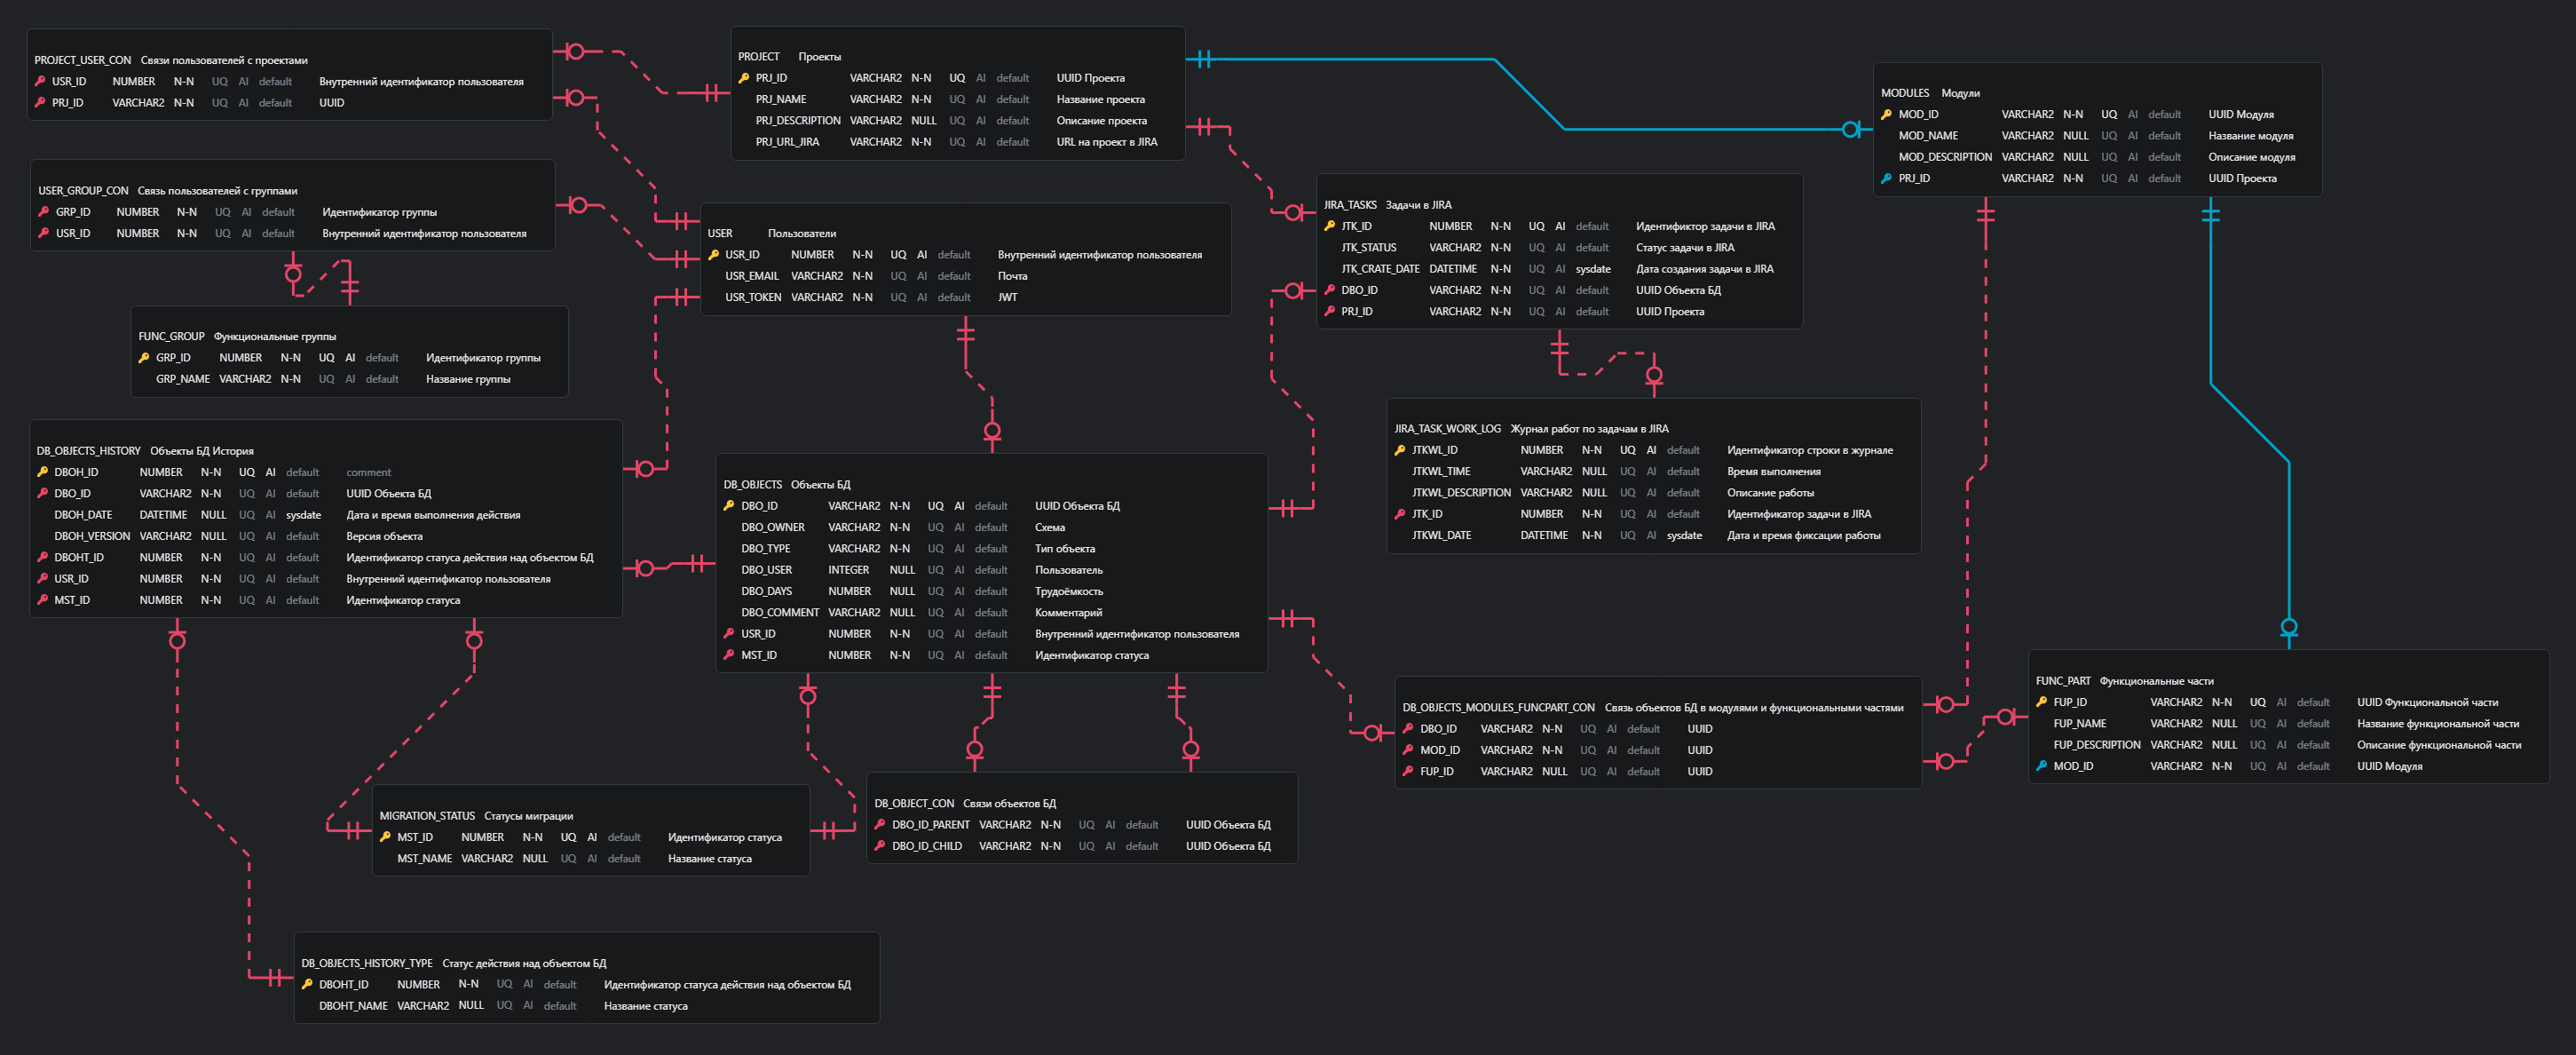 PROJECT_USER_CON Связи пользователей с проектами
USR_ID NUMBER N-N UQ AI default Внутренний идентификатор пользователя
PRJ_ID VARCHAR2 N-N UQ AI default UUID
PROJECT Проекты
PRJ_ID VARCHAR2 N-N UQ AI default UUID Проекта
PRJ_NAME VARCHAR2 N-N UQ AI default Название проекта
PRJ_DESCRIPTION VARCHAR2 NULL UQ AI default Описание проекта
PRJ_URL_JIRA VARCHAR2 N-N UQ AI default URL на проект в JIRA
MODULES Модули
MOD_ID VARCHAR2 N-N UQ AI default UUID Модуля
MOD_NAME VARCHAR2 NULL UQ AI default Название модуля
MOD_DESCRIPTION VARCHAR2 NULL UQ AI default Описание модуля
PRJ_ID VARCHAR2 N-N UQ AI default UUID Проекта
USER_GROUP_CON Связь пользователей с группами
GRP_ID NUMBER N-N UQ AI default Идентификатор группы
USR_ID NUMBER N-N UQ AI default Внутренний идентификатор пользователя
USER Пользователи
USR_ID NUMBER N-N UQ AI default Внутренний идентификатор пользователя
USR_EMAIL VARCHAR2 N-N UQ AI default Почта
USR_TOKEN VARCHAR2 N-N UQ AI default JWT
JIRA_TASKS Задачи в JIRA
JTK_ID NUMBER N-N UQ AI default Идентификтор задачи в JIRA
JTK_STATUS VARCHAR2 N-N UQ AI default Статус задачи в JIRA
JTK_CRATE_DATE DATETIME N-N UQ AI sysdate Дата создания задачи в JIRA
DBO_ID VARCHAR2 N-N UQ AI default UUID Объекта БД
PRJ_ID VARCHAR2 N-N UQ AI default UUID Проекта
FUNC_GROUP Функциональные группы
GRP_ID NUMBER N-N UQ AI default Идентификатор группы
GRP_NAME VARCHAR2 N-N UQ AI default Название группы
JIRA_TASK_WORK_LOG Журнал работ по задачам в JIRA
JTKWL_ID NUMBER N-N UQ AI default Идентификатор строки в журнале
JTKWL_TIME VARCHAR2 NULL UQ AI default Время выполнения
JTKWL_DESCRIPTION VARCHAR2 NULL UQ AI default Описание работы
JTK_ID NUMBER N-N UQ AI default Идентификатор задачи в JIRA
JTKWL_DATE DATETIME N-N UQ AI sysdate Дата и время фиксации работы
DB_OBJECTS_HISTORY Объекты БД История
DBOH_ID NUMBER N-N UQ AI default comment
DBO_ID VARCHAR2 N-N UQ AI default UUID Объекта БД
DBOH_DATE DATETIME NULL UQ AI sysdate Дата и время выполнения действия
DBOH_VERSION VARCHAR2 NULL UQ AI default Версия объекта
DBOHT_ID NUMBER N-N UQ AI default Идентификатор статуса действия над объектом БД
USR_ID NUMBER N-N UQ AI default Внутренний идентификатор пользователя
MST_ID NUMBER N-N UQ AI default Идентификатор статуса
DB_OBJECTS Объекты БД
DBO_ID VARCHAR2 N-N UQ AI default UUID Объекта БД
DBO_OWNER VARCHAR2 N-N UQ AI default Схема
DBO_TYPE VARCHAR2 N-N UQ AI default Тип объекта
DBO_USER INTEGER NULL UQ AI default Пользователь
DBO_DAYS NUMBER NULL UQ AI default Трудоёмкость
DBO_COMMENT VARCHAR2 NULL UQ AI default Комментарий
USR_ID NUMBER N-N UQ AI default Внутренний идентификатор пользователя
MST_ID NUMBER N-N UQ AI default Идентификатор статуса
DB_OBJECTS_MODULES_FUNCPART_CON Связь объектов БД в модулями и функциональными частями
DBO_ID VARCHAR2 N-N UQ AI default UUID
MOD_ID VARCHAR2 N-N UQ AI default UUID
FUP_ID VARCHAR2 NULL UQ AI default UUID
FUNC_PART Функциональные части
FUP_ID VARCHAR2 N-N UQ AI default UUID Функциональной части
FUP_NAME VARCHAR2 NULL UQ AI default Название функциональной части
FUP_DESCRIPTION VARCHAR2 NULL UQ AI default Описание функциональной части
MOD_ID VARCHAR2 N-N UQ AI default UUID Модуля
MIGRATION_STATUS Статусы миграции
MST_ID NUMBER N-N UQ AI default Идентификатор статуса
MST_NAME VARCHAR2 NULL UQ AI default Название статуса
DB_OBJECT_CON Связи объектов БД
DBO_ID_PARENT VARCHAR2 N-N UQ AI default UUID Объекта БД
DBO_ID_CHILD VARCHAR2 N-N UQ AI default UUID Объекта БД
DB_OBJECTS_HISTORY_TYPE Статус действия над объектом БД
DBOHT_ID NUMBER N-N UQ AI default Идентификатор статуса действия над объектом БД
DBOHT_NAME VARCHAR2 NULL UQ AI default Название статуса